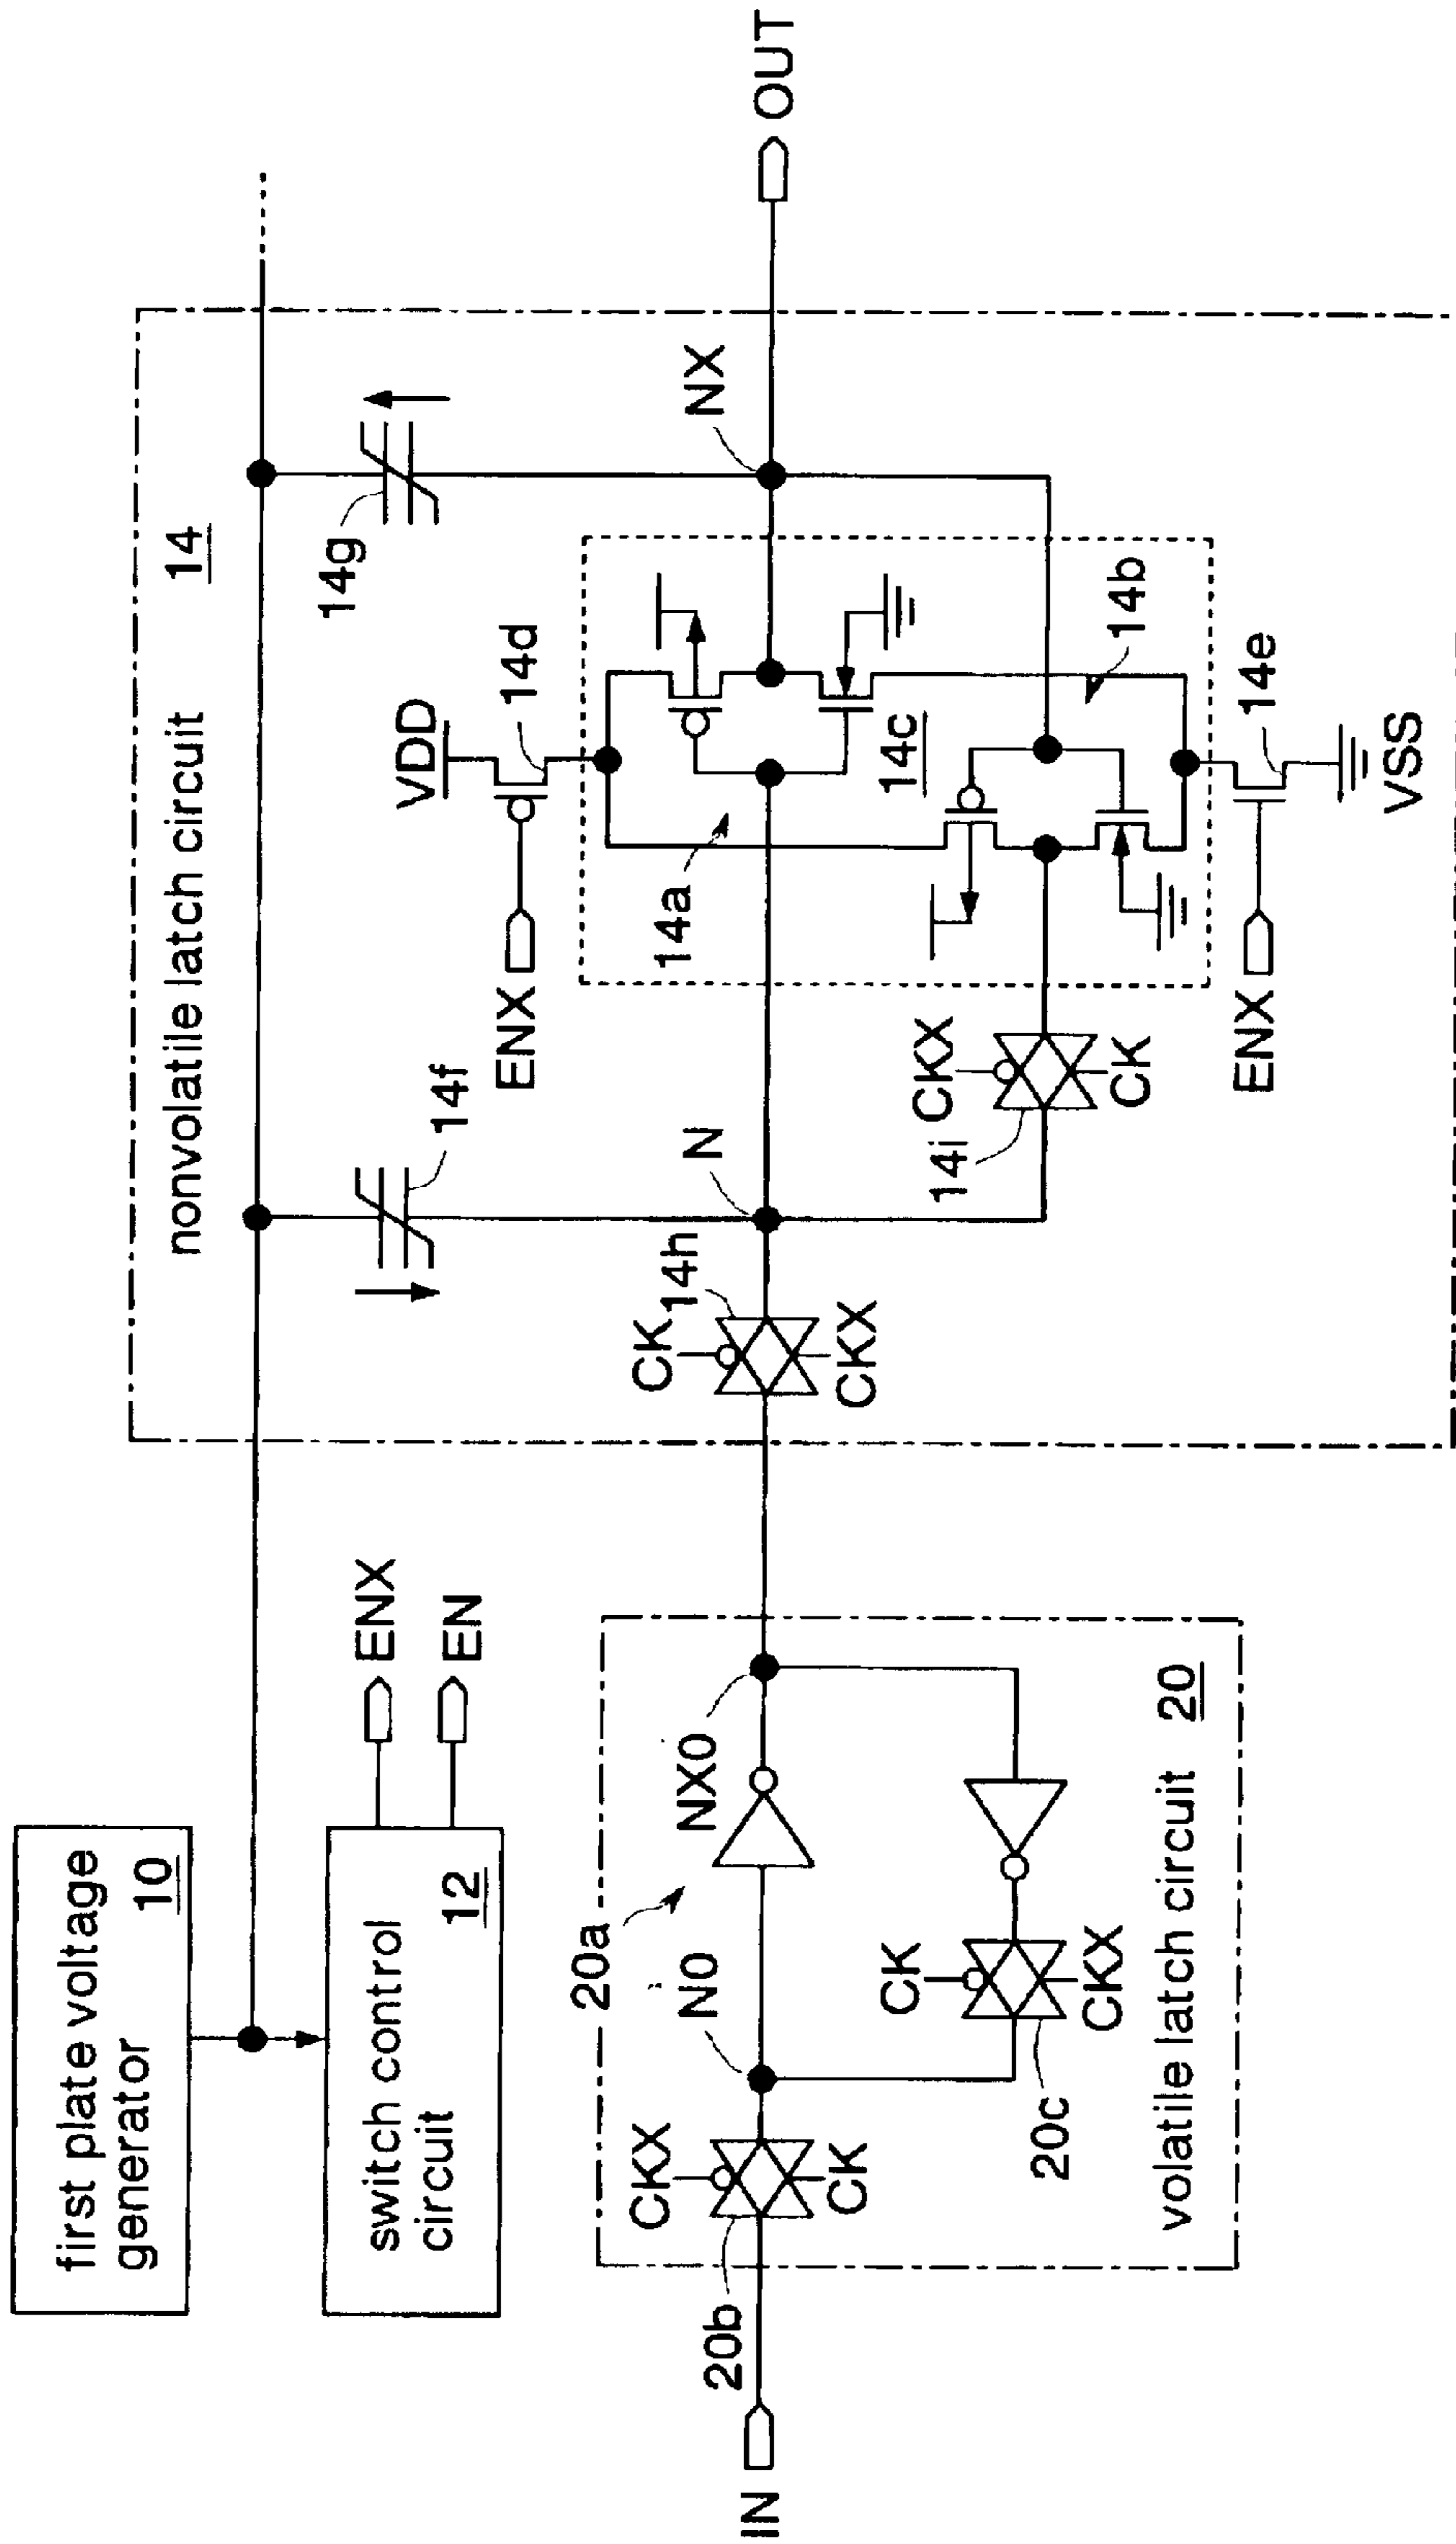 first plate voltage
generator
10
switch control
circuit
12
ENX
EN
nonvolatile latch circuit
14
14f
14g
VDD
14d
ENX
N
NX
14a
14c
14b
CK
14h
CKX
CKX
14i
CK
ENX
14e
VSS
OUT
IN
20b
CKX
CK
N0
20a
NX0
CK
CKX
20c
volatile latch circuit
20